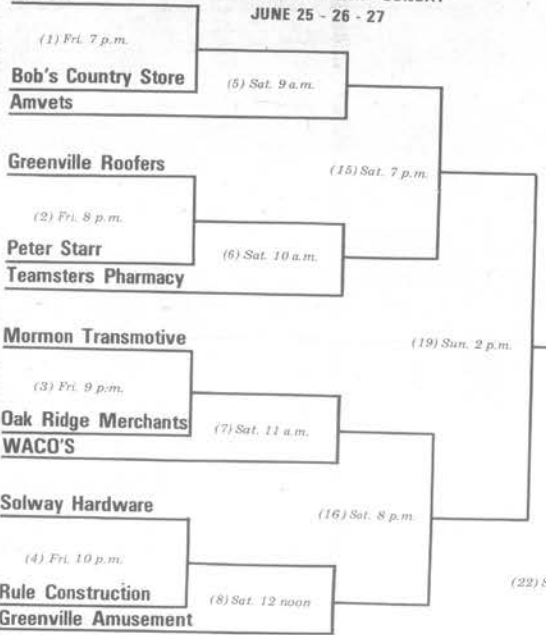 JUNE 25 - 26 - 27
(1) Fri. 7 p.m.
Bob's Country Store
(5) Sat. 9 a.m.
Amvets
Greenville Roofers
(15) Sat. 7 p.m.
(2) Fri. 8 p.m.
Peter Starr
(6) Sat. 10 a.m.
Teamsters Pharmacy
Mormon Transmotive
(19) Sun. 2 p.m.
(3) Fri. 9 p.m.
Oak Ridge Merchants
(7) Sat. 11 a.m.
WACO'S
Solway Hardware
(16) Sat. 8 p.m.
(4) Fri. 10 p.m.
(22) S
Rule Construction
(8) Sat. 12 noon
Greenville Amusement